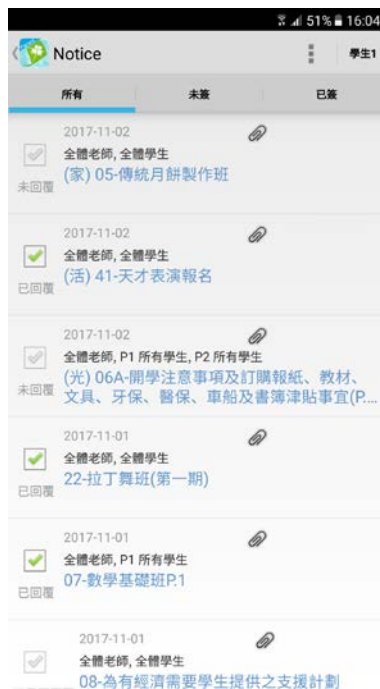 51% 16:04
Notice 學生1
所有 未簽 已簽
2017-11-02
全體老師, 全體學生
(家) 05-傳統月餅製作班
未回覆
2017-11-02
全體老師, 全體學生
(活) 41-天才表演報名
已回覆
2017-11-02
全體老師, P1 所有學生, P2 所有學生
(光) 06A-開學注意事項及訂購報紙、教材、
未回覆
文具、牙保、醫保、車船及書簿津貼事宜(P....
2017-11-01
全體老師, 全體學生
22-拉丁舞班(第一期)
已回覆
2017-11-01
全體老師, P1 所有學生
07-數學基礎班P.1
已回覆
2017-11-01
全體老師, 全體學生
08-為有經濟需要學生提供之支援計劃